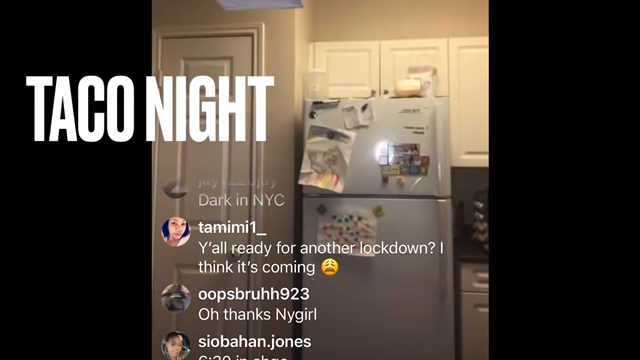 TACO NIGHT
Dark in NYC
tamimi1_
Y'all ready for another lockdown? I
think it's coming 😩
oopsbruhh923
Oh thanks Nygirl
siobahan.jones